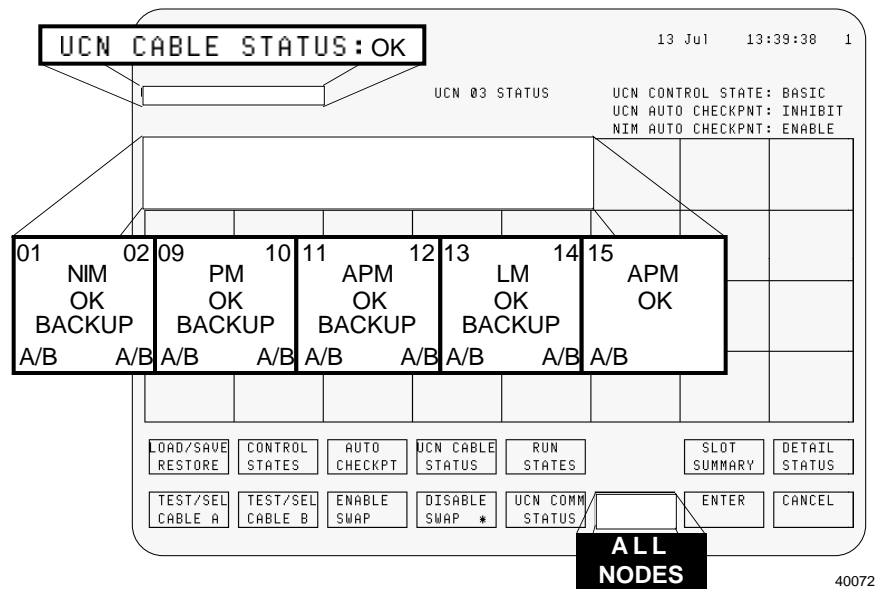 UCN CABLE STATUS: OK
13 Jul 13:39:38 1
UCN 03 STATUS
UCN CONTROL STATE: BASIC
UCN AUTO CHECKPNT: INHIBIT
NIM AUTO CHECKPNT: ENABLE
01 02 09 10 11 12 13 14 15
NIM PM APM LM APM
OK OK OK OK OK
BACKUP BACKUP BACKUP BACKUP
A/B A/B A/B A/B A/B A/B A/B A/B A/B
LOAD/SAVE CONTROL AUTO UCN CABLE RUN SLOT DETAIL
RESTORE STATES CHECKPT STATUS STATES SUMMARY STATUS
TEST/SEL TEST/SEL ENABLE DISABLE UCN COMM ENTER CANCEL
CABLE A CABLE B SWAP SWAP * STATUS
ALL
NODES
40072